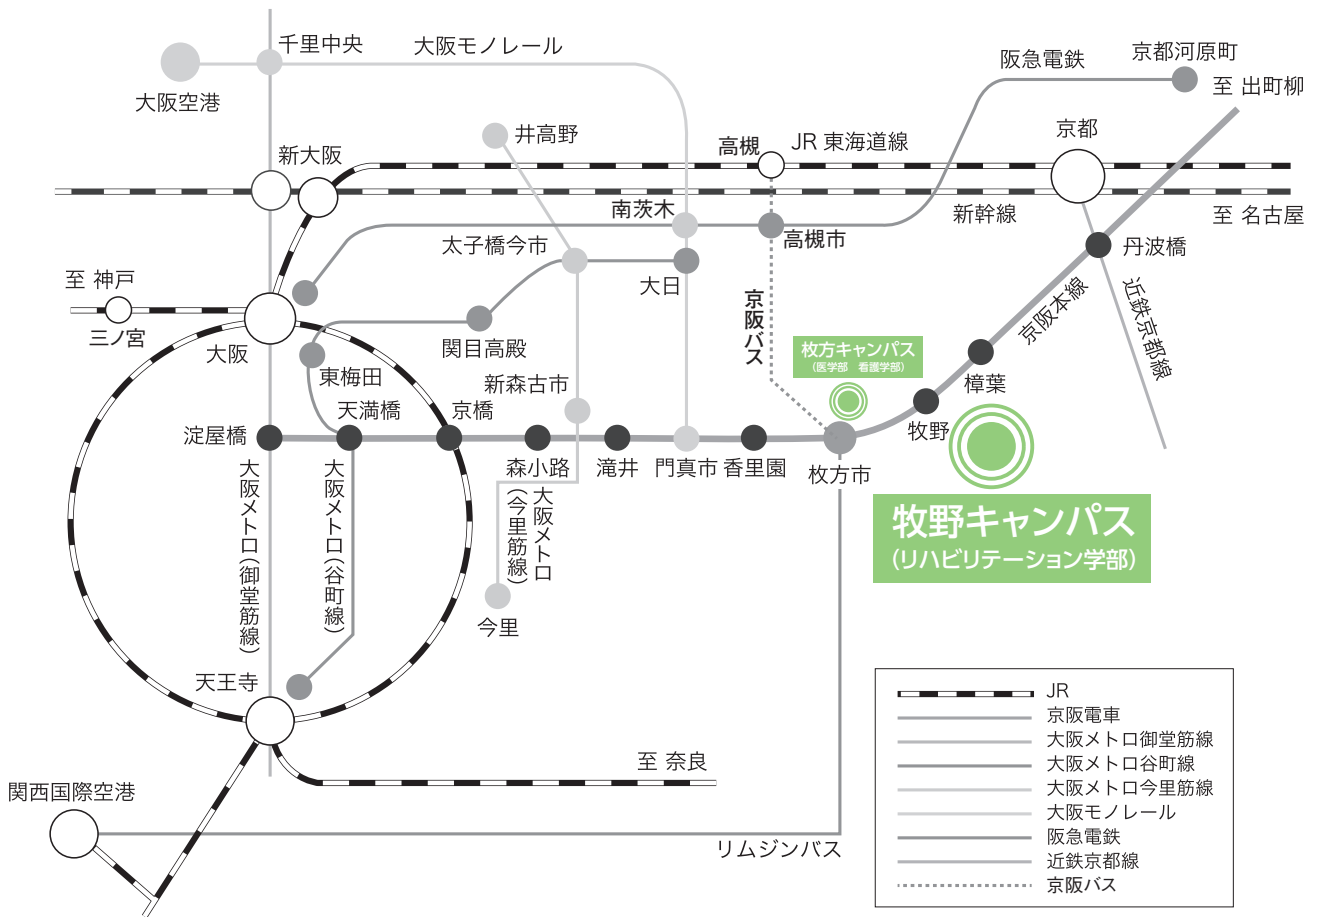 千里中央
大阪モノレール
大阪空港
阪急電鉄
京都河原町
至 出町柳
井高野
高槻
JR 東海道線
京都
新大阪
南茨木
高槻市
新幹線
至 名古屋
太子橋今市
大日
丹波橋
至 神戸
三ノ宮
大阪
関目高殿
京阪バス
京阪本線
近鉄京都線
枚方キャンパス
(医学部 看護学部)
東梅田
新森古市
樟葉
天満橋
京橋
牧野
淀屋橋
森小路
滝井
門真市
香里園
枚方市
大阪メトロ(御堂筋線)
大阪メトロ(谷町線)
大阪メトロ
(今里筋線)
牧野キャンパス
(リハビリテーション学部)
今里
天王寺
至 奈良
関西国際空港
リムジンバス
JR
京阪電車
大阪メトロ御堂筋線
大阪メトロ谷町線
大阪メトロ今里筋線
大阪モノレール
阪急電鉄
近鉄京都線
京阪バス